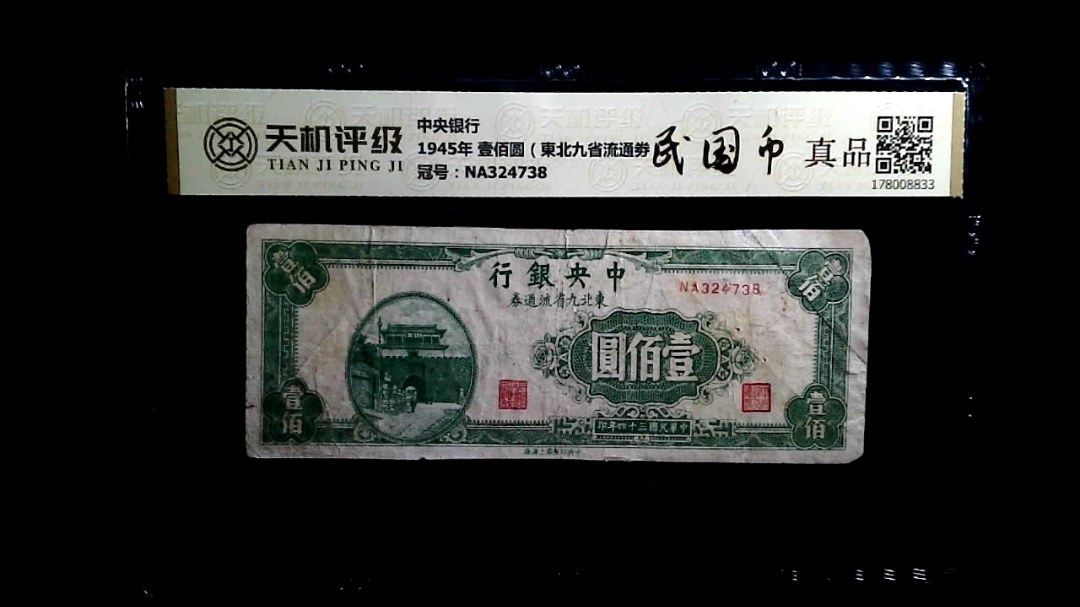 天机评级
TIAN JI PING JI
中央银行
1945年 壹佰圆（東北九省流通券
冠号：NA324738
民国币
真品
178008833
行銀央中
券通流省九北東
NA324738
壹佰
壹佰
圓佰壹
壹佰
壹佰
印年四十三國民華中